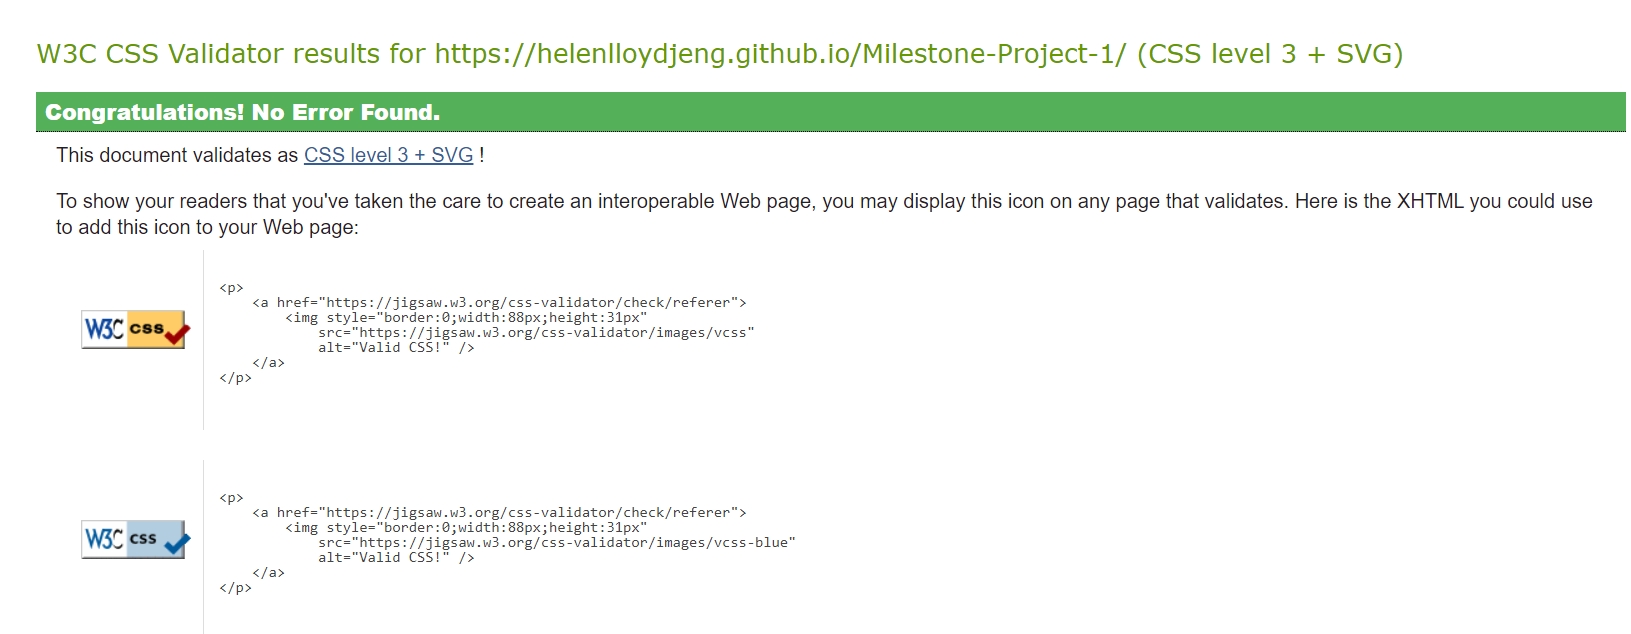 W3C CSS Validator results for https://helenlloydjeng.github.io/Milestone-Project-1/ (CSS level 3 + SVG)
Congratulations! No Error Found.
This document validates as CSS level 3 + SVG !
To show your readers that you've taken the care to create an interoperable Web page, you may display this icon on any page that validates. Here is the XHTML you could use
to add this icon to your Web page:
W3C css
<p>
<a href="https://jigsaw.w3.org/css-validator/check/referer">
<img style="border:0;width:88px;height:31px"
src="https://jigsaw.w3.org/css-validator/images/vcss"
alt="Valid CSS!" />
</a>
</p>
W3C css
<p>
<a href="https://jigsaw.w3.org/css-validator/check/referer">
<img style="border:0;width:88px;height:31px"
src="https://jigsaw.w3.org/css-validator/images/vcss-blue"
alt="Valid CSS!" />
</a>
</p>